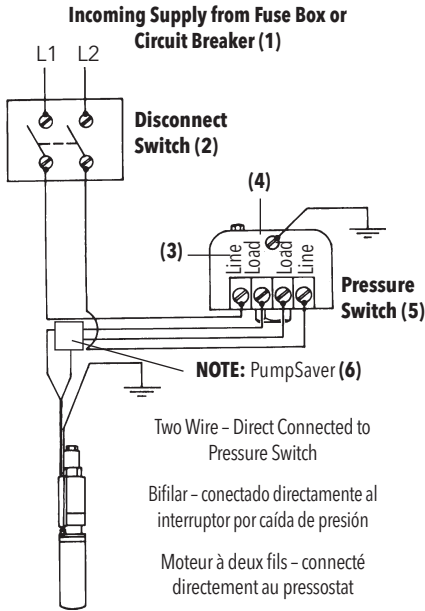 Incoming Supply from Fuse Box or
Circuit Breaker (1)
L1 L2
Disconnect
Switch (2)
(4)
(3)
Line
Load
Load
Line
Pressure
Switch (5)
NOTE: PumpSaver (6)
Two Wire – Direct Connected to
Pressure Switch
Bifilar – conectado directamente al
interruptor por caída de presión
Moteur à deux fils – connecté
directement au pressostat